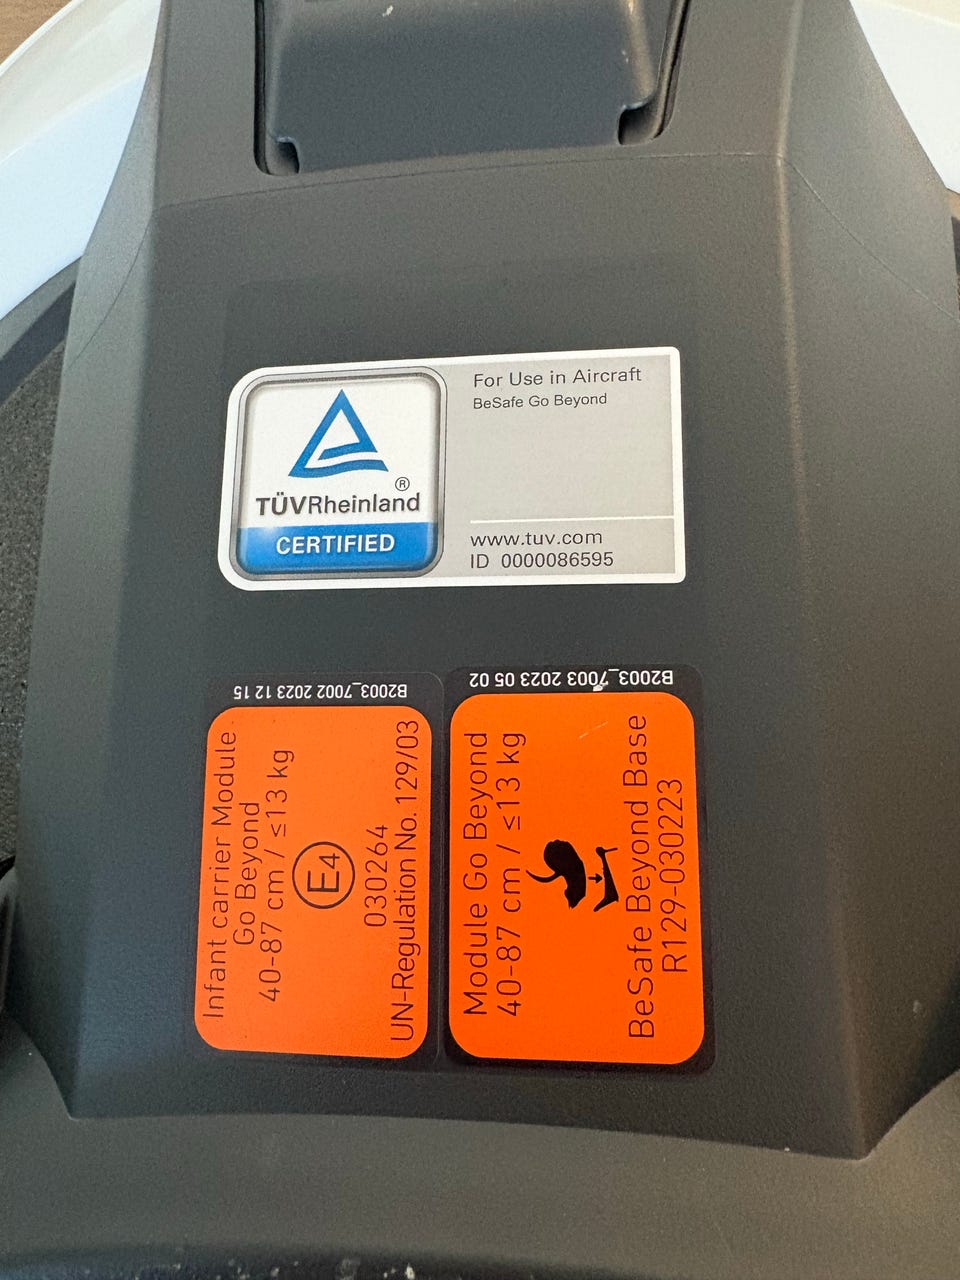 For Use in Aircraft
BeSafe Go Beyond
®
TÜVRheinland
CERTIFIED
www.tuv.com
ID 0000086595
B2003_7002 2023 12 15
Infant carrier Module
Go Beyond
40-87 cm / ≤13 kg
E4
030264
UN-Regulation No. 129/03
B2003_7003 2023 05 02
Module Go Beyond
40-87 cm / ≤13 kg
BeSafe Beyond Base
R129-030223